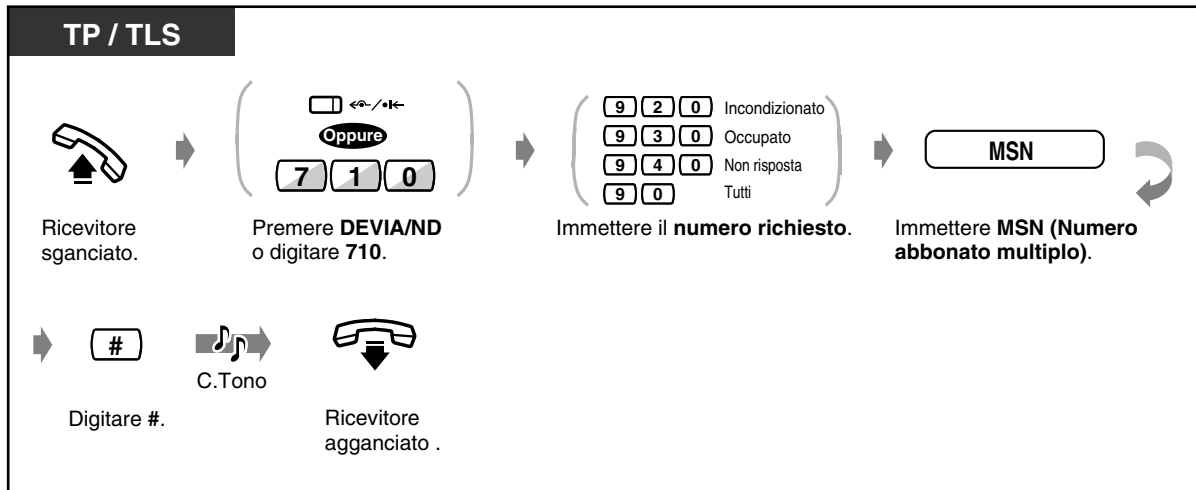 TP / TLS
Oppure
7 1 0
9 2 0 Incondizionato
9 3 0 Occupato
9 4 0 Non risposta
9 0 Tutti
MSN
Ricevitore
sganciato.
Premere DEVIA/ND
o digitare 710.
Immettere il numero richiesto.
Immettere MSN (Numero
abbonato multiplo).
#
C.Tono
Digitare #.
Ricevitore
agganciato .